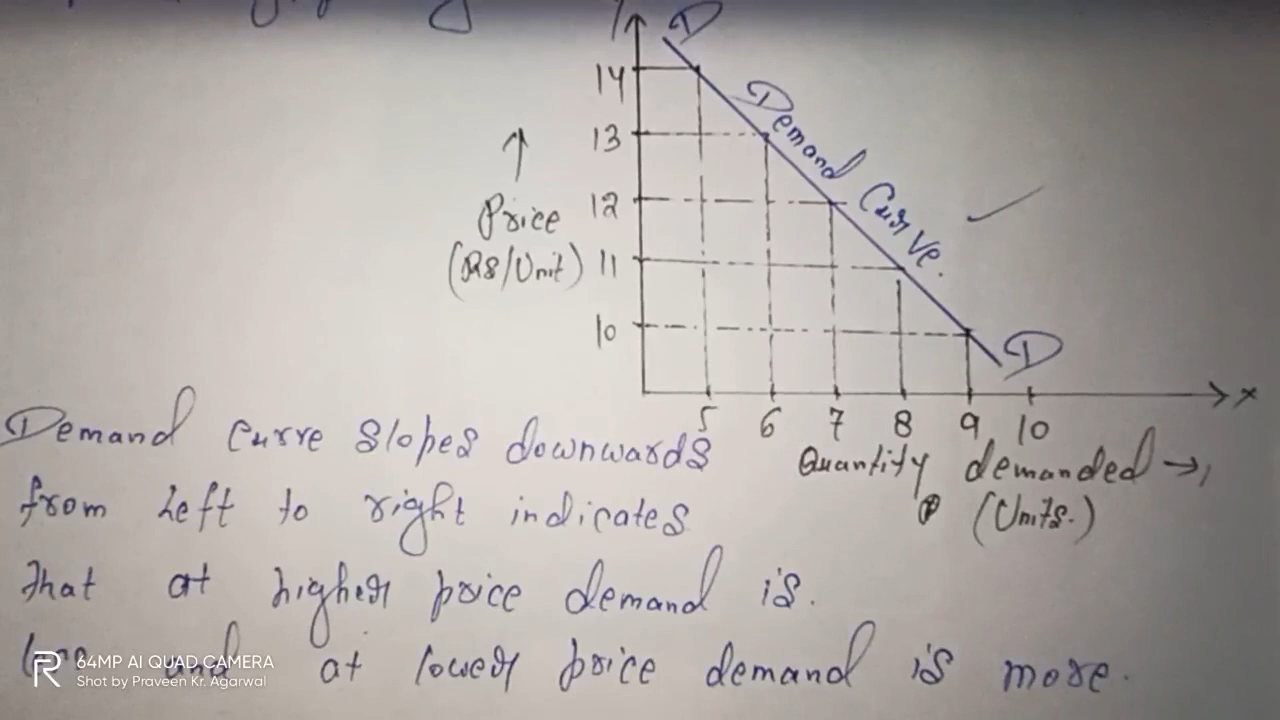 D
14
13
12
11
10
Price
(RS/Unit)
Demand Curve.
D
x
5 6 7 8 9 10
Quantity demanded →
(Units.)
Demand curve slopes downwards
from Left to right indicates
that at higher price demand is.
and at lower price demand is more.
64MP AI QUAD CAMERA
Shot by Praveen Kr. Agarwal